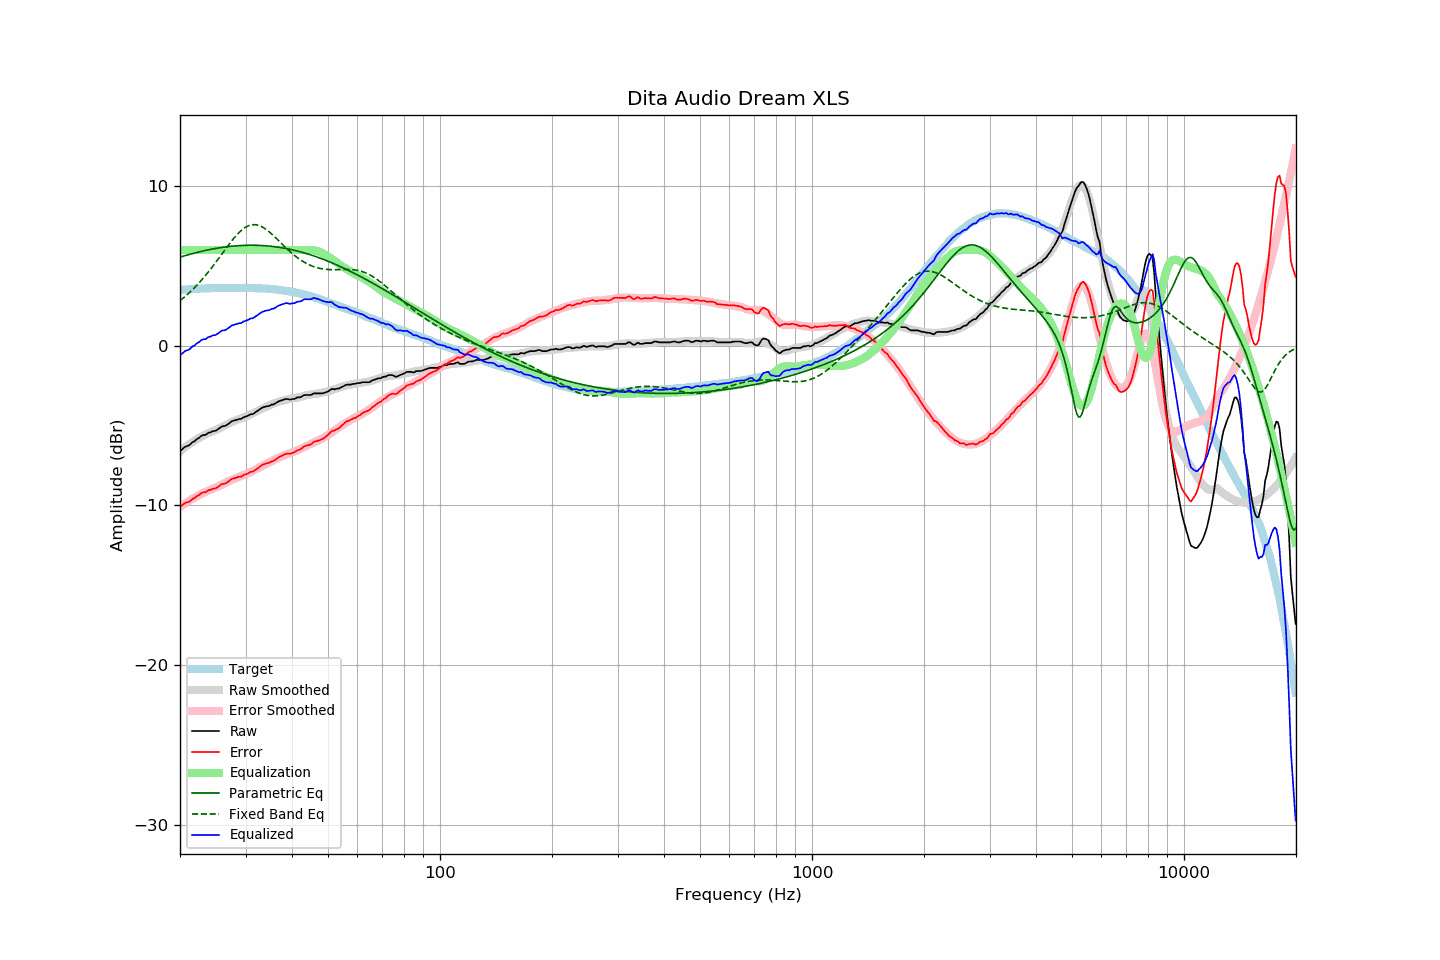 Dita Audio Dream XLS
10
0
−10
−20
−30
Amplitude (dBr)
Target
Raw Smoothed
Error Smoothed
Raw
Error
Equalization
Parametric Eq
Fixed Band Eq
Equalized
100
1000
10000
Frequency (Hz)